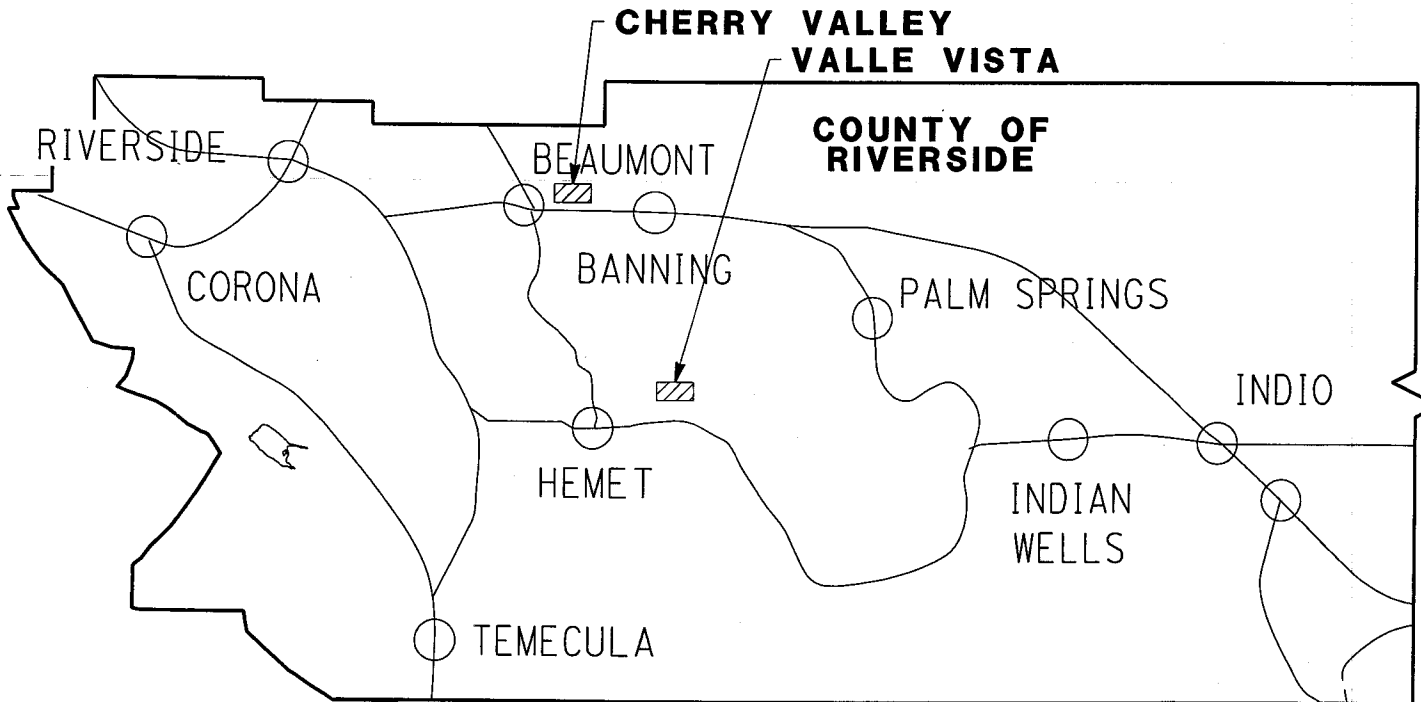 CHERRY VALLEY
VALLE VISTA
COUNTY OF
RIVERSIDE
RIVERSIDE
BEAUMONT
BANNING
CORONA
PALM SPRINGS
INDIO
HEMET
INDIAN
WELLS
TEMECULA